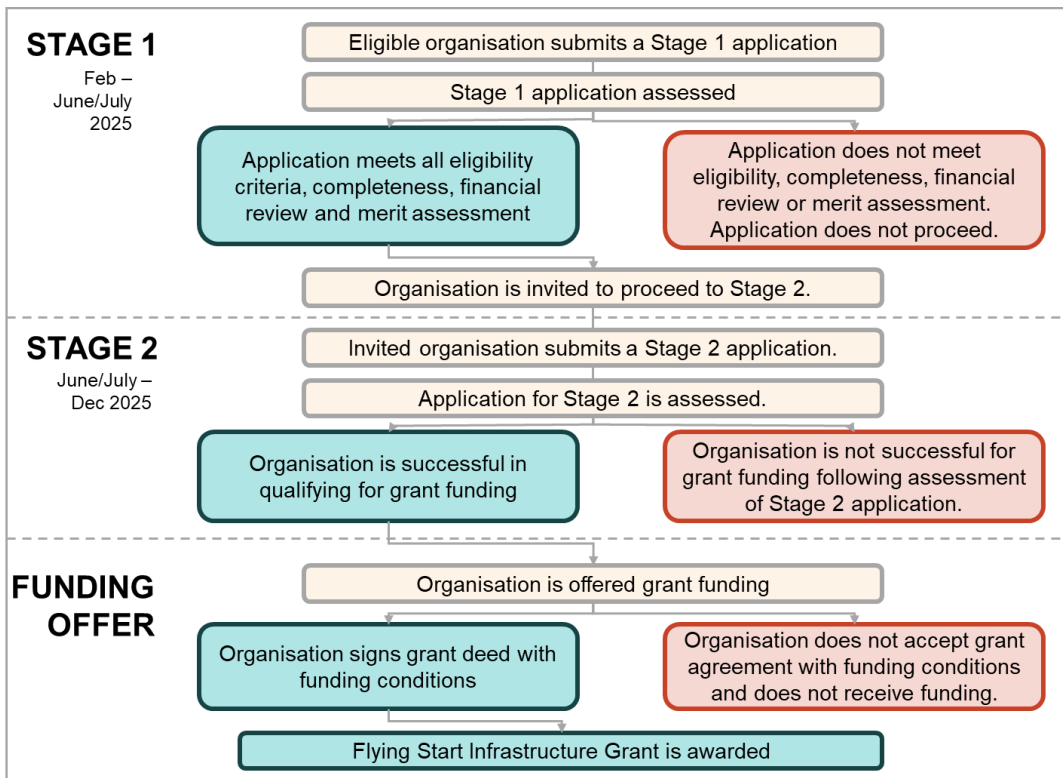 STAGE 1
Feb –
June/July
2025
Eligible organisation submits a Stage 1 application
Stage 1 application assessed
Application meets all eligibility
criteria, completeness, financial
review and merit assessment
Application does not meet
eligibility, completeness, financial
review or merit assessment.
Application does not proceed.
Organisation is invited to proceed to Stage 2.
STAGE 2
June/July –
Dec 2025
Invited organisation submits a Stage 2 application.
Application for Stage 2 is assessed.
Organisation is successful in
qualifying for grant funding
Organisation is not successful for
grant funding following assessment
of Stage 2 application.
FUNDING
OFFER
Organisation is offered grant funding
Organisation signs grant deed with
funding conditions
Organisation does not accept grant
agreement with funding conditions
and does not receive funding.
Flying Start Infrastructure Grant is awarded